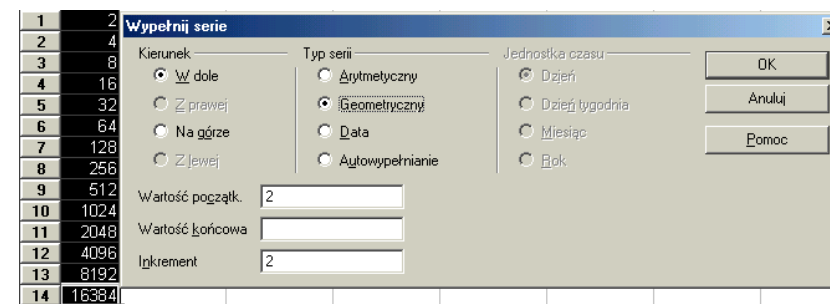 1 2
2 4
3 8
4 16
5 32
6 64
7 128
8 256
9 512
10 1024
11 2048
12 4096
13 8192
14 16384
Wypełnij serie
Kierunek
W dole
Z prawej
Na górze
Z lewej
Typ serii
Arytmetyczny
Geometryczny
Data
Autowypełnianie
Jednostka czasu
Dzień
Dzień tygodnia
Miesiąc
Rok
OK
Anuluj
Pomoc
Wartość początk. 2
Wartość końcowa
Inkrement 2